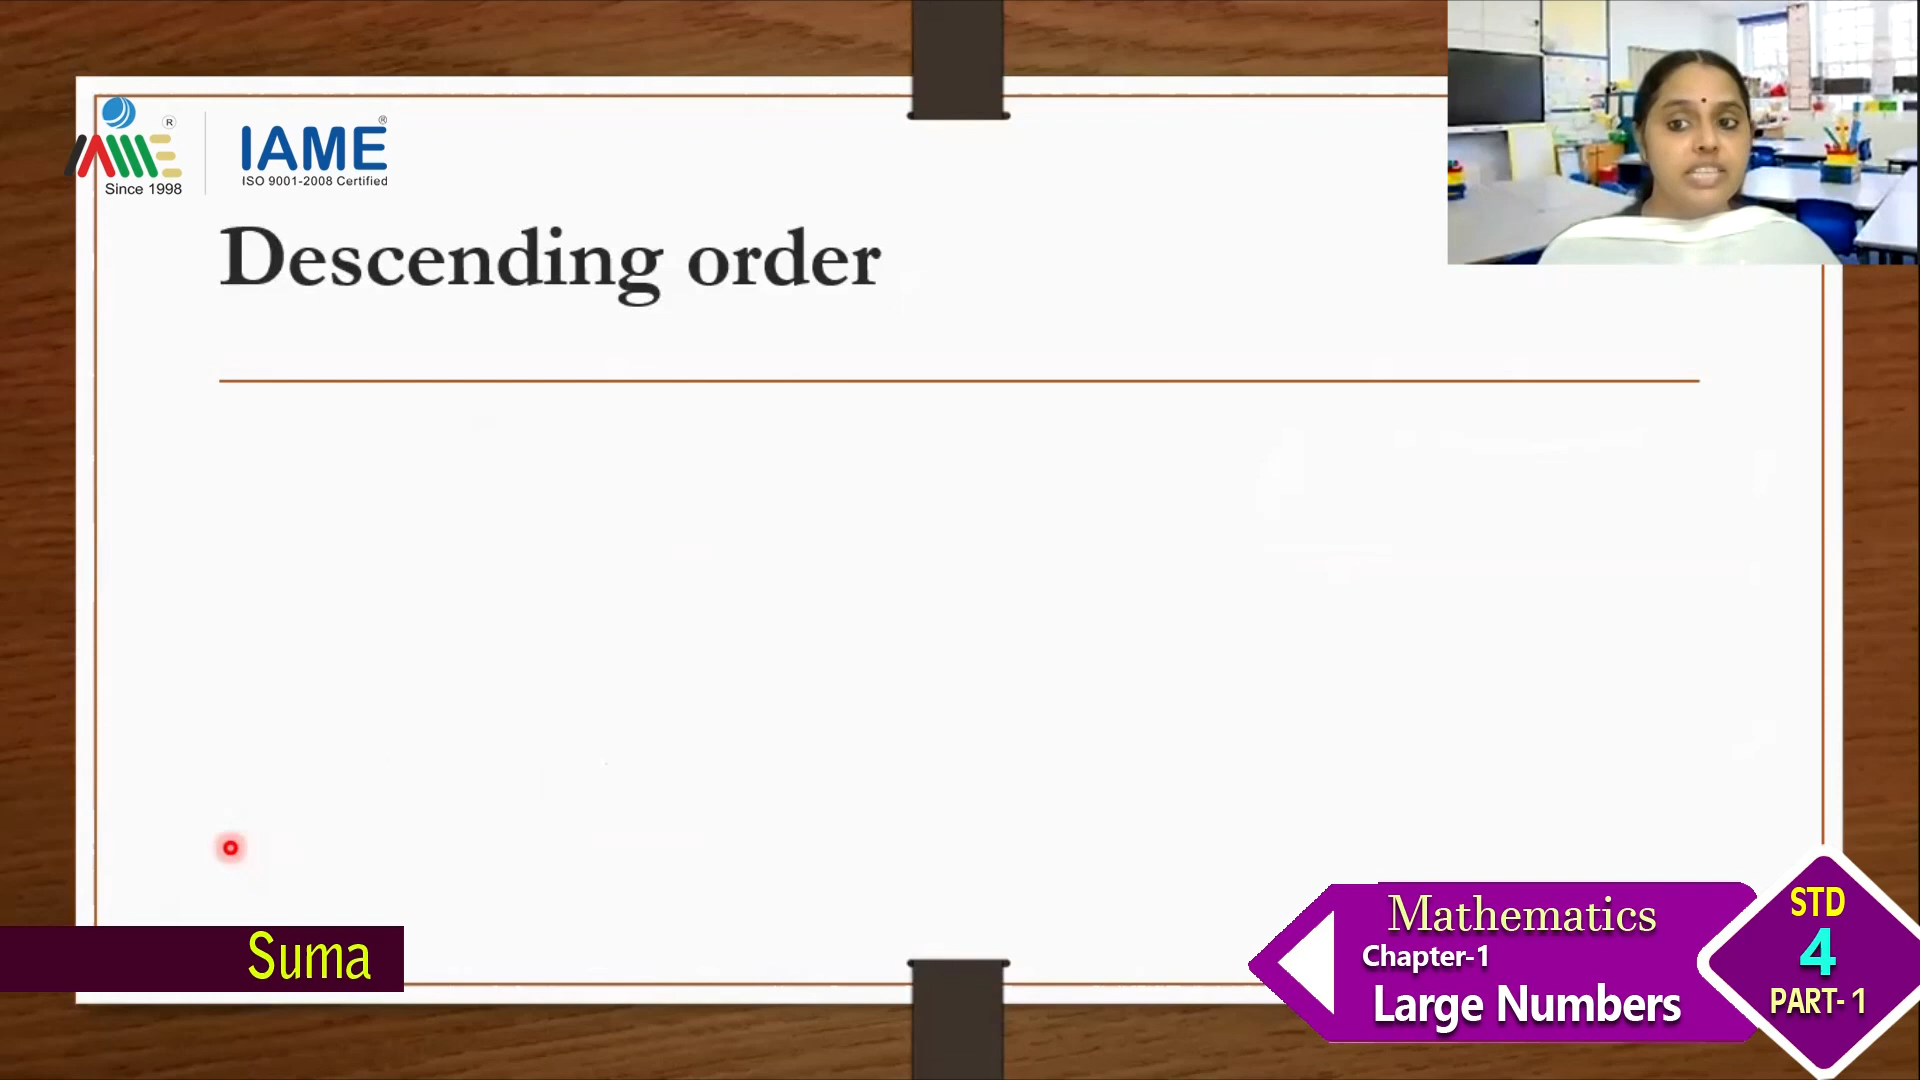 IAME
Since 1998
IAME
ISO 9001-2008 Certified
Descending order
Suma
Mathematics
Chapter-1
Large Numbers
STD
4
PART- 1